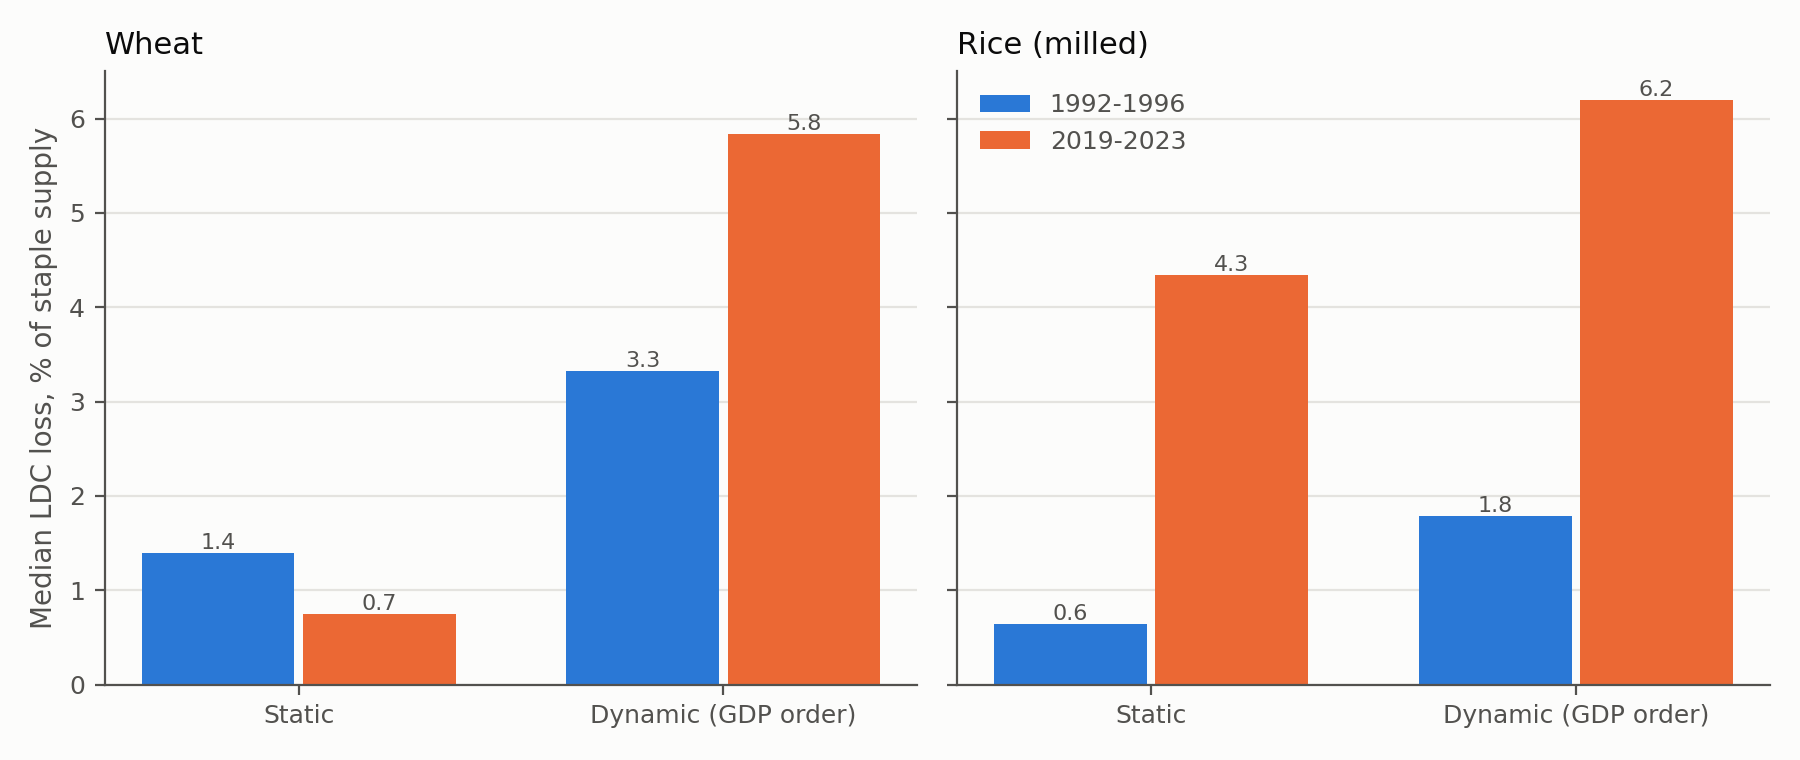 Wheat
Rice (milled)
Median LDC loss, % of staple supply
6
5
4
3
2
1
0
1.4
0.7
3.3
5.8
Static
Dynamic (GDP order)
1992-1996
2019-2023
0.6
4.3
1.8
6.2
Static
Dynamic (GDP order)